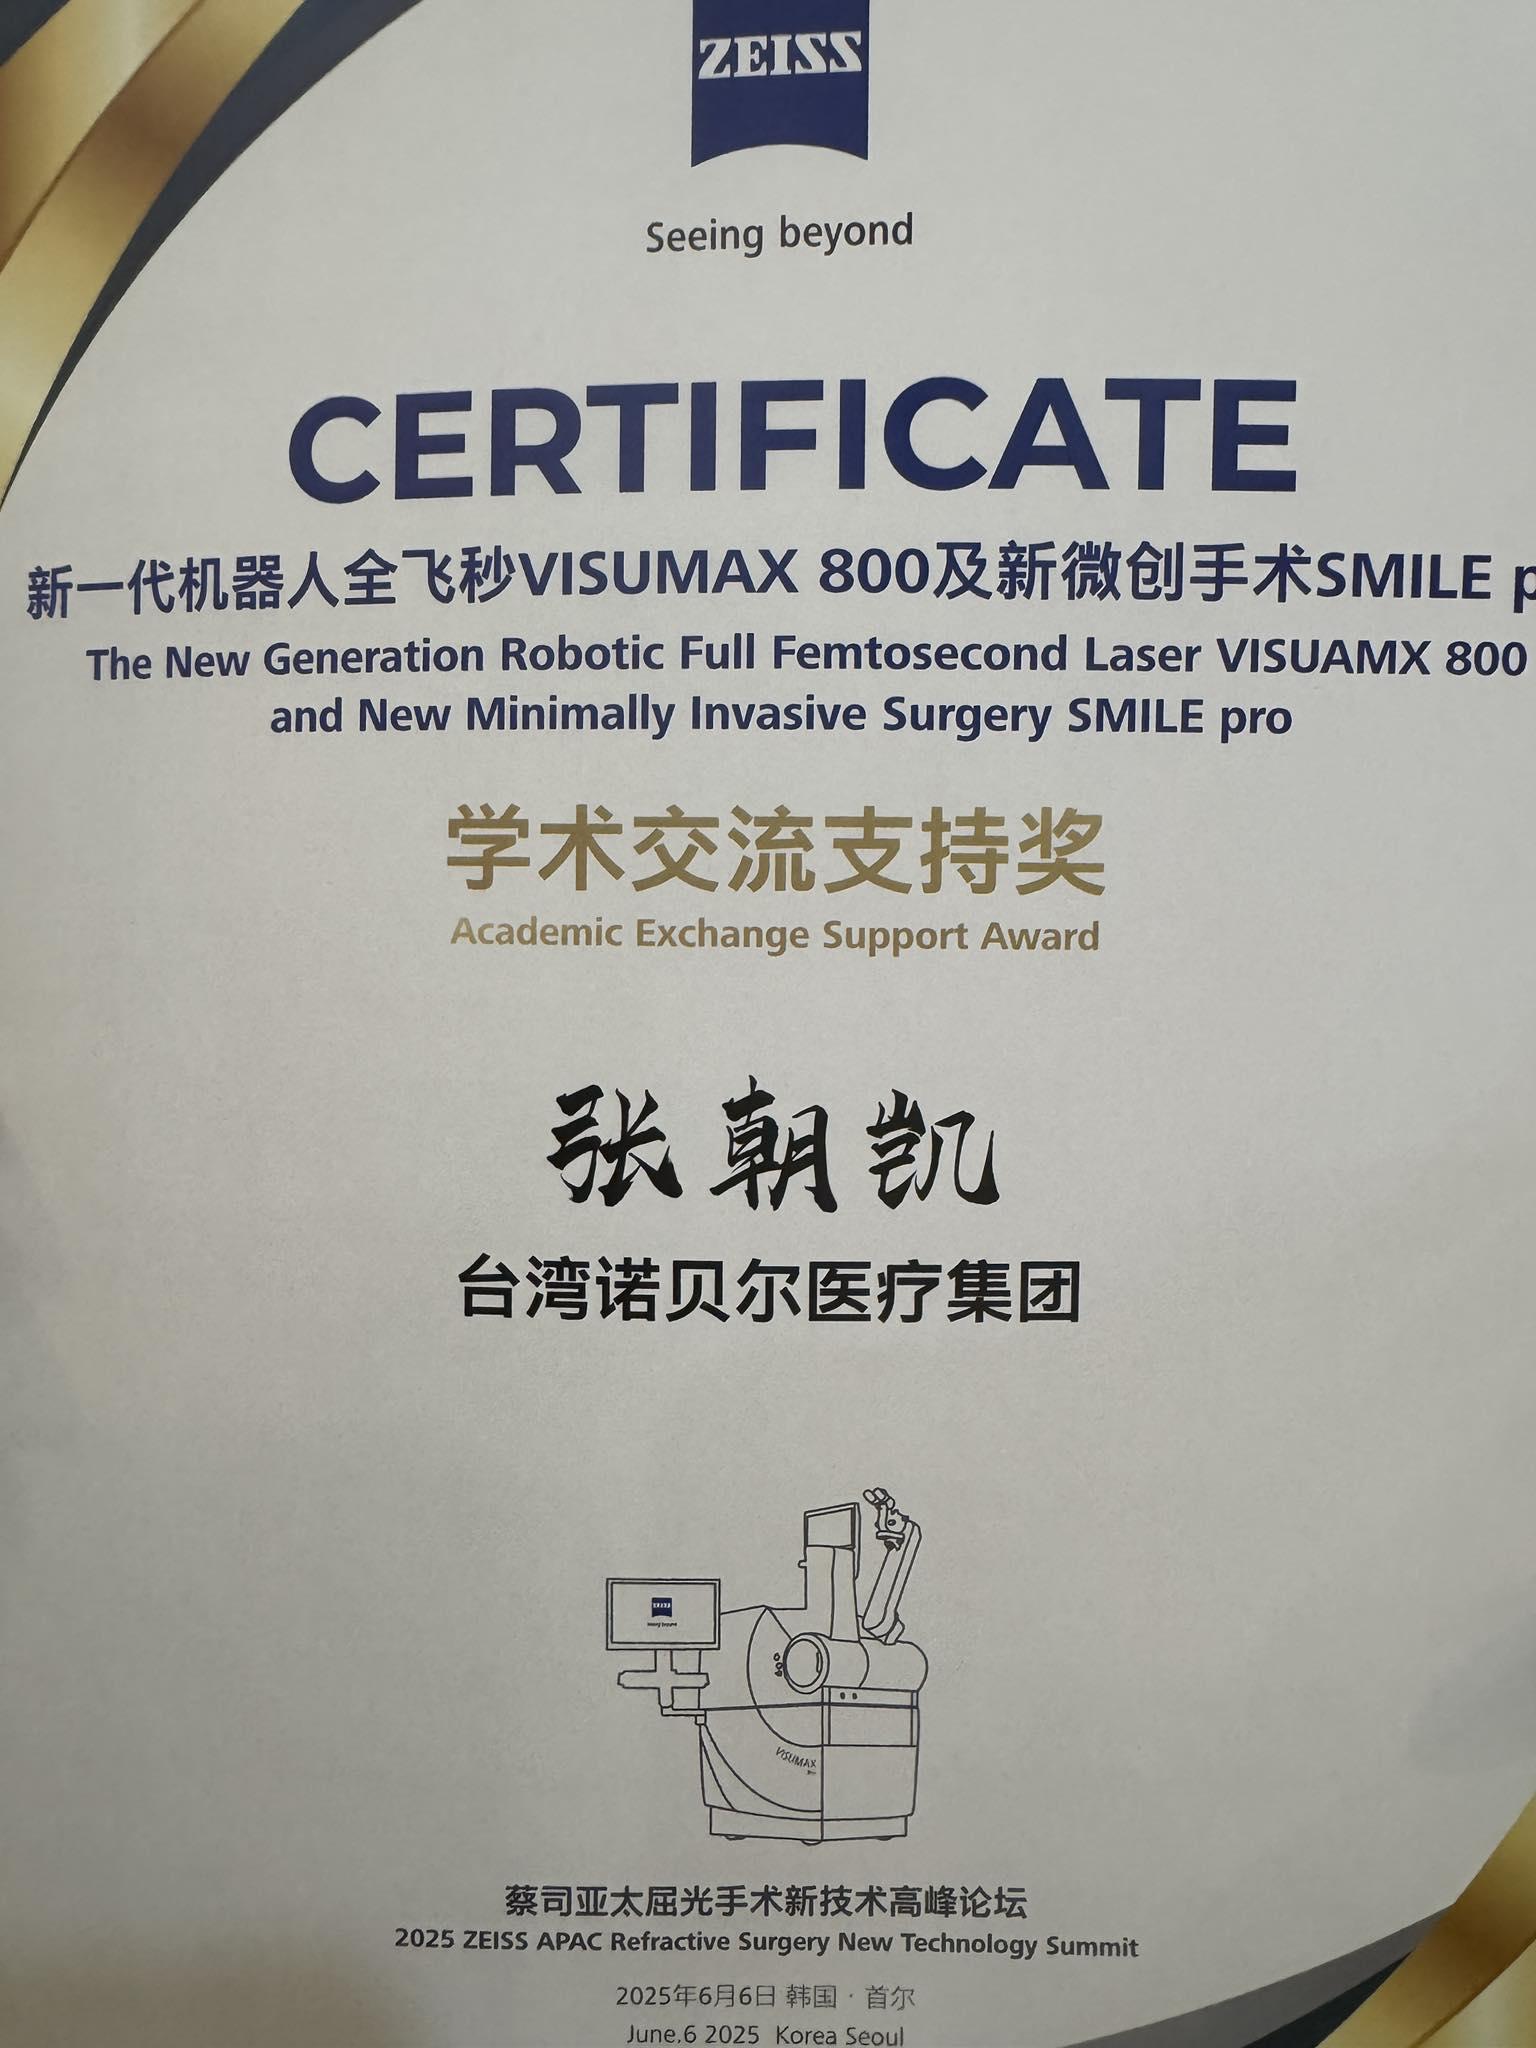 ZEISS
Seeing beyond
CERTIFICATE
新一代机器人全飞秒VISUMAX 800及新微创手术SMILE p
The New Generation Robotic Full Femtosecond Laser VISUAMX 800
and New Minimally Invasive Surgery SMILE pro
学术交流支持奖
Academic Exchange Support Award
张朝凯
台湾诺贝尔医疗集团
ZEISS
Seeing beyond
VISUMAX
蔡司亚太屈光手术新技术高峰论坛
2025 ZEISS APAC Refractive Surgery New Technology Summit
2025年6月6日 韩国·首尔
June.6 2025 Korea Seoul